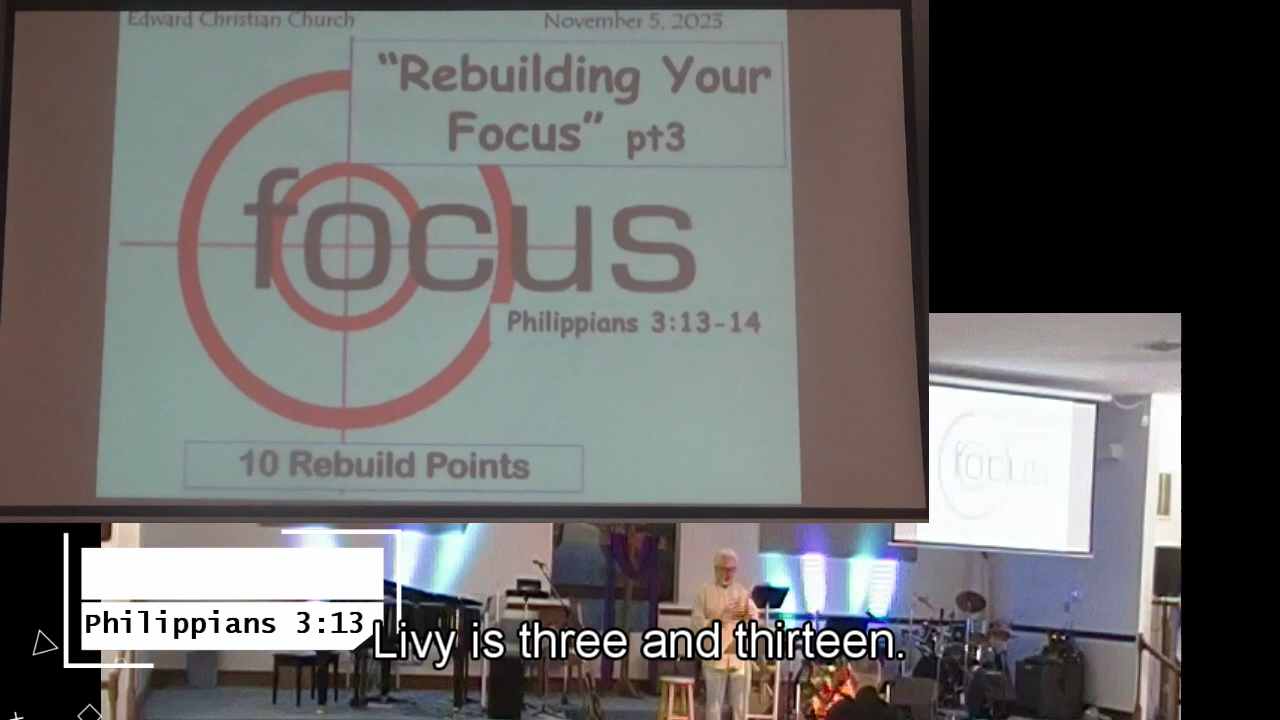 Edward Christian Church
November 5, 2023
"Rebuilding Your
Focus" pt3
focus
Philippians 3:13-14
10 Rebuild Points
focus
Philippians 3:13
Livy is three and thirteen.